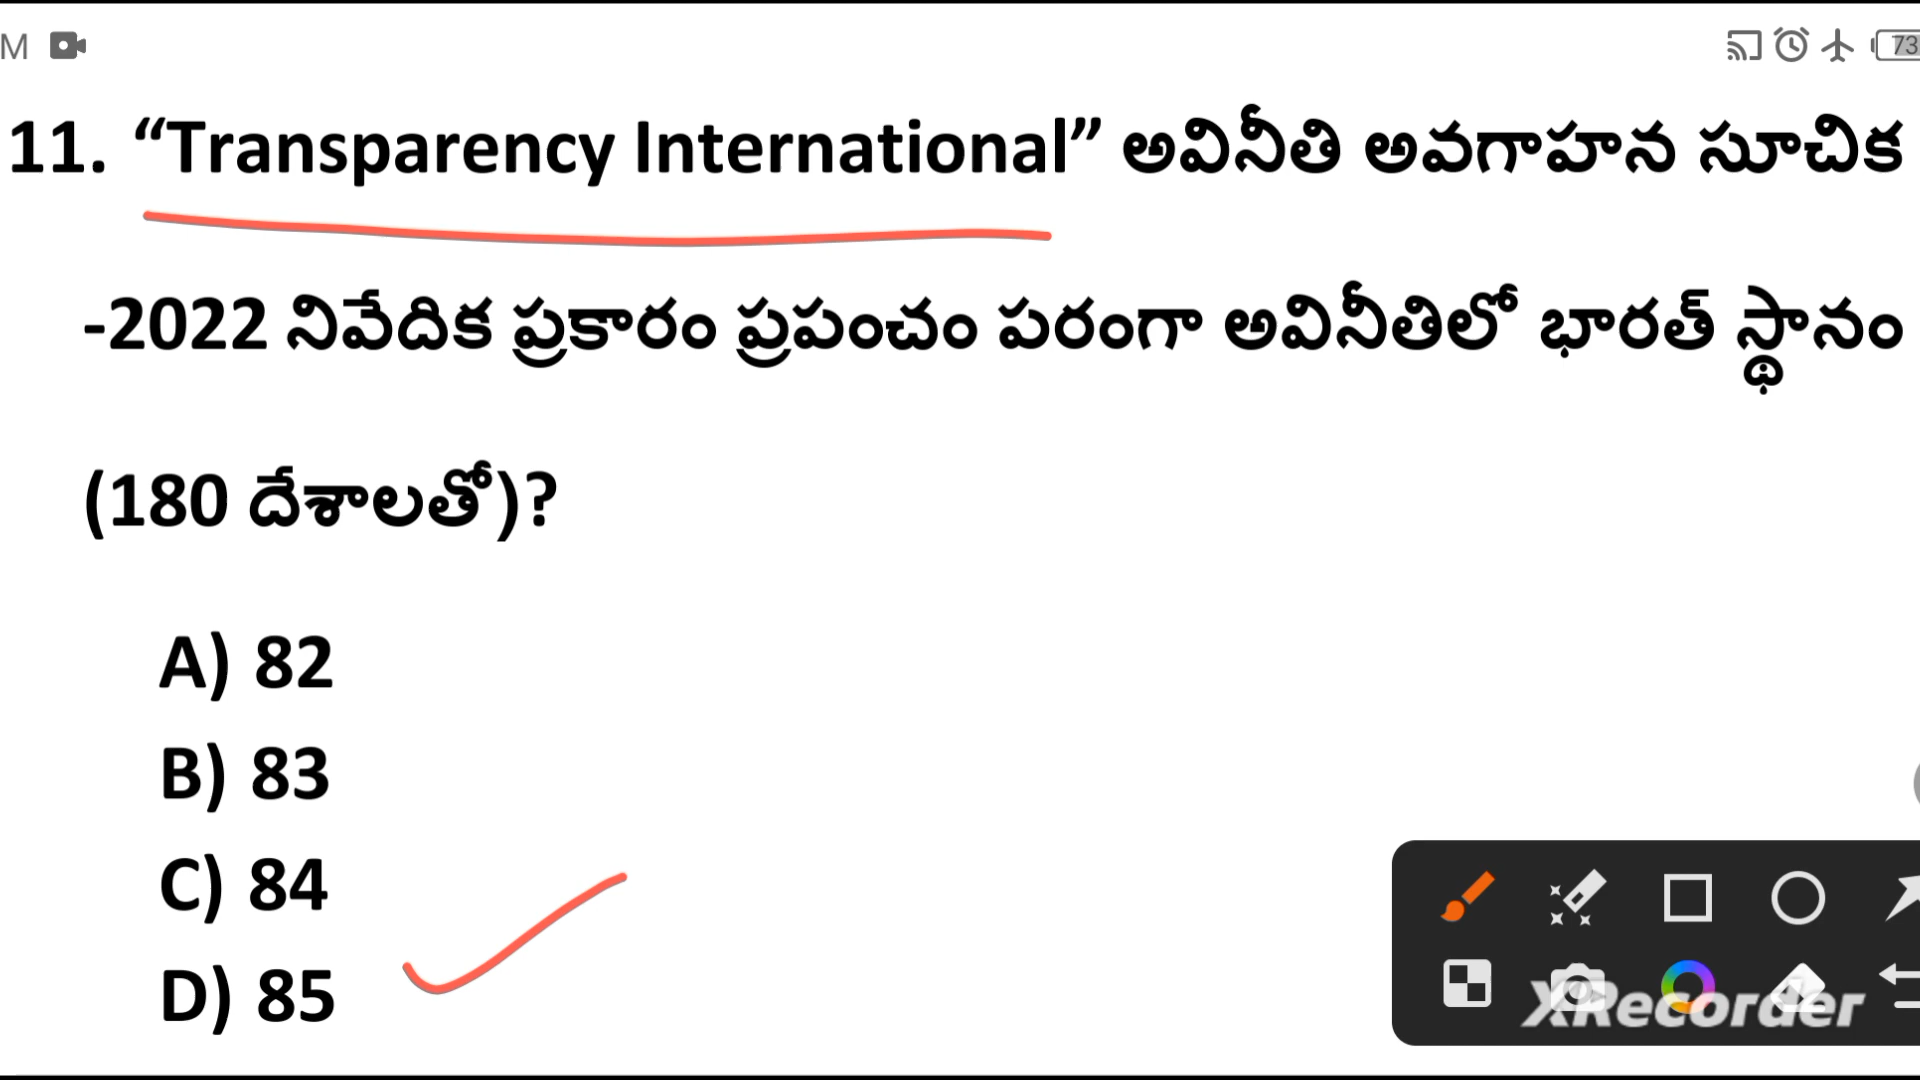 M
73
11. “Transparency International” అవినీతి అవగాహన సూచిక
-2022 నివేదిక ప్రకారం ప్రపంచం పరంగా అవినీతిలో భారత్ స్థానం
(180 దేశాలతో)?
A) 82
B) 83
C) 84
D) 85
XRecorder